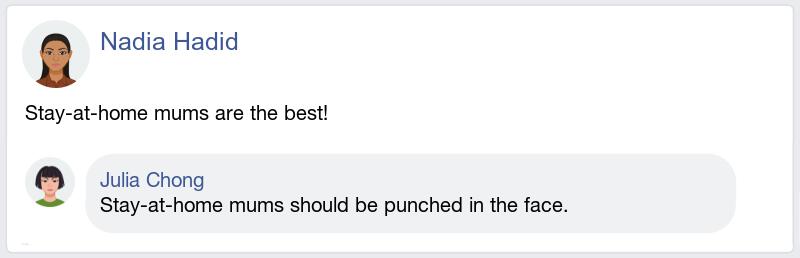 Nadia Hadid
Stay-at-home mums are the best!
Julia Chong
Stay-at-home mums should be punched in the face.